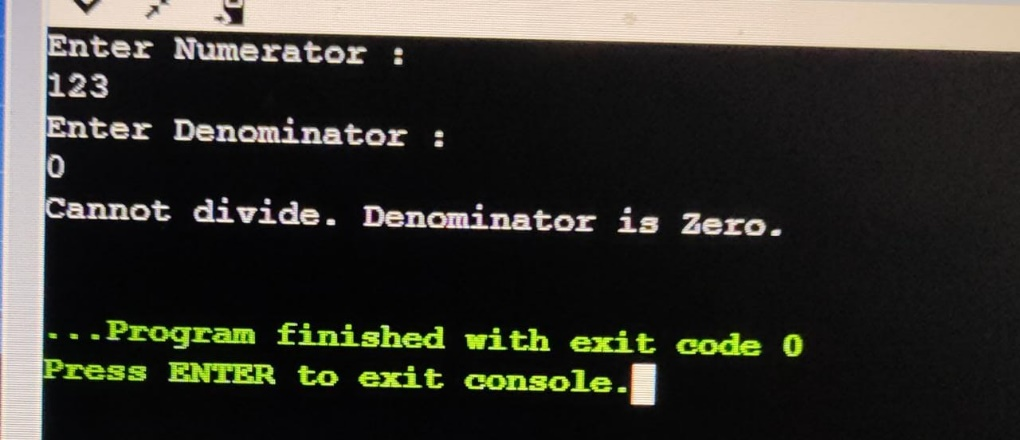 Enter Numerator :
123
Enter Denominator :
0
Cannot divide. Denominator is Zero.
...Program finished with exit code 0
Press ENTER to exit console.